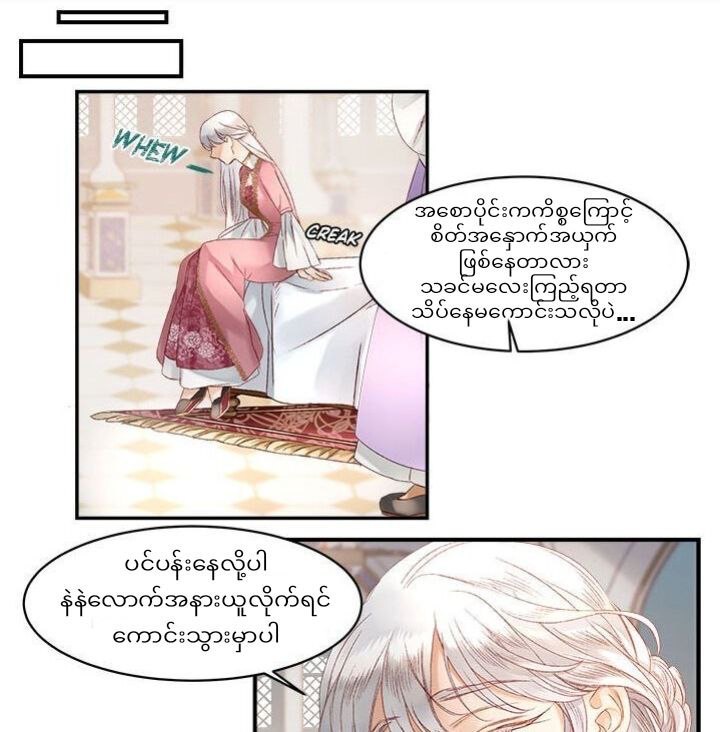 WHEW
CREAK
အစောပိုင်းကကိစ္စကြောင့်
စိတ်အနှောက်အယှက်
ဖြစ်နေတာလား
သခင်မလေးကြည့်ရတာ
သိပ်နေမကောင်းသလိုပဲ...
ပင်ပန်းနေလို့ပါ
နဲနဲလောက်အနားယူလိုက်ရင်
ကောင်းသွားမှာပါ